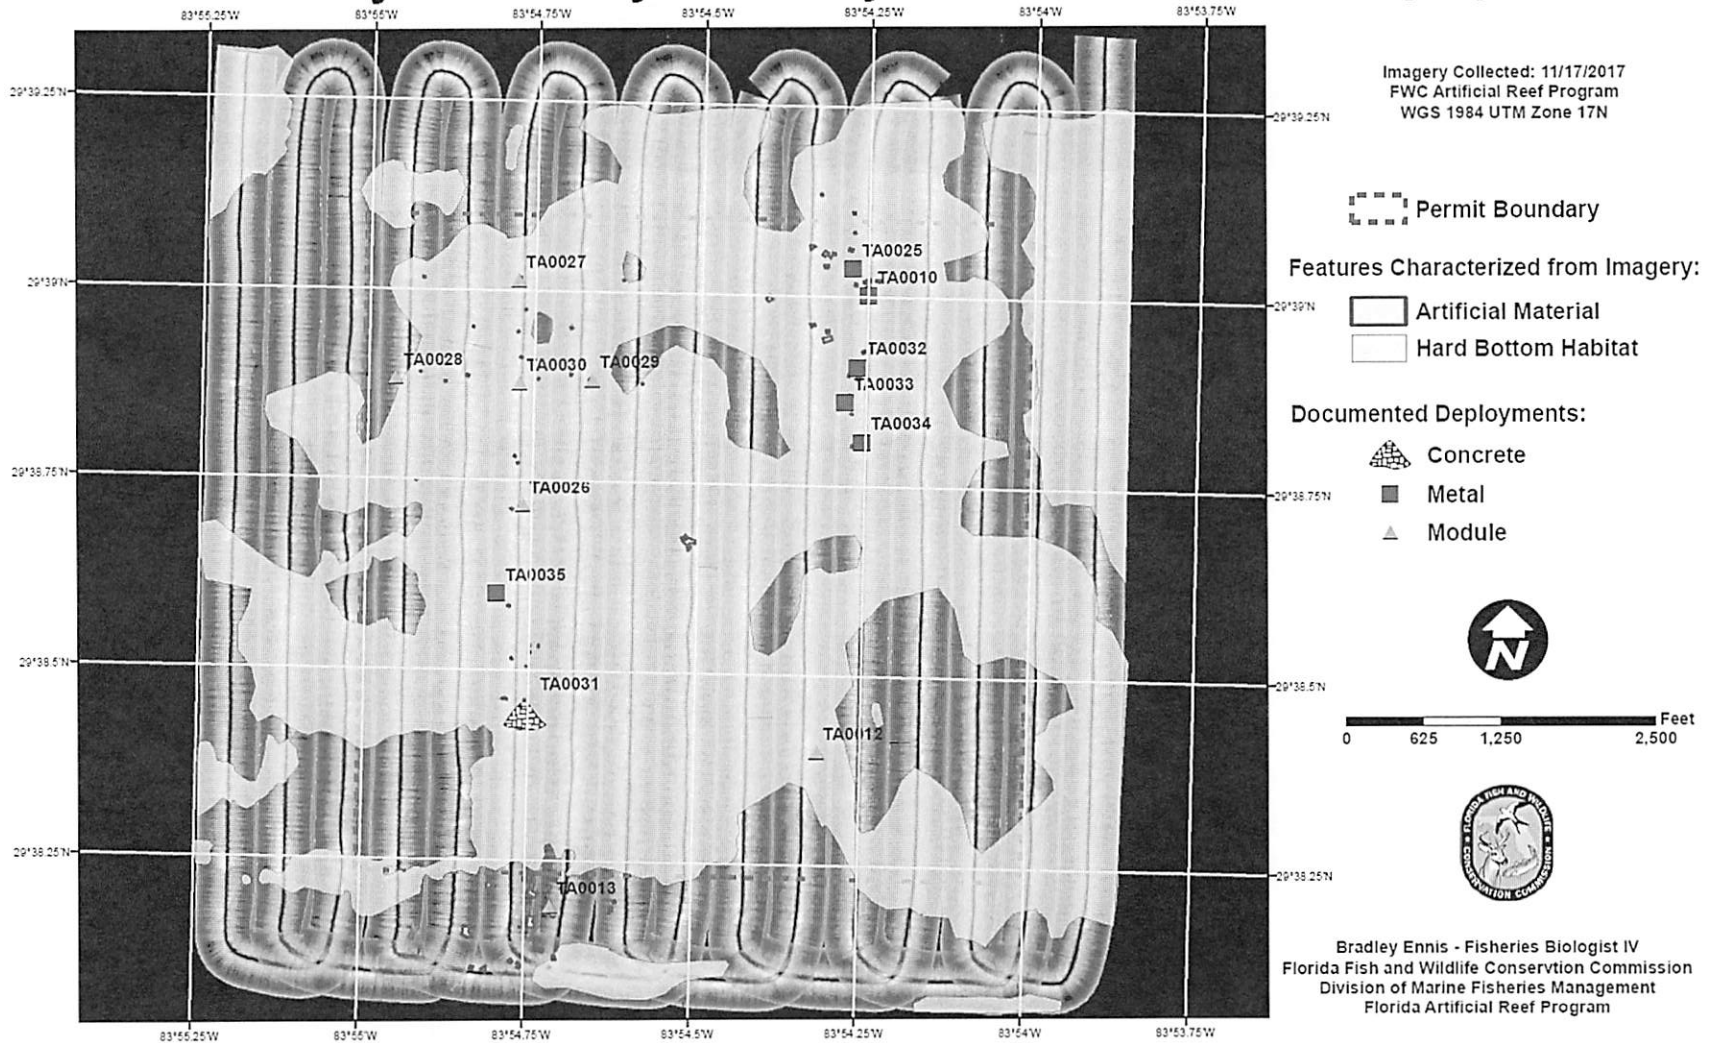 83°55.25'W 83°55'W 83°54.75'W 83°54.5'W 83°54.25'W 83°54'W 83°53.75'W
29°39.25'N
29°39'N
29°38.75'N
29°38.5'N
29°38.25'N
TA0027
TA0025
TA0010
TA0028
TA0030
TA0029
TA0032
TA0033
TA0034
TA0026
TA0035
TA0031
TA0012
TA0013
29°39.25'N
29°39'N
29°38.75'N
29°38.5'N
29°38.25'N
83°55.25'W 83°55'W 83°54.75'W 83°54.5'W 83°54.25'W 83°54'W 83°53.75'W
Imagery Collected: 11/17/2017
FWC Artificial Reef Program
WGS 1984 UTM Zone 17N
Permit Boundary
Features Characterized from Imagery:
Artificial Material
Hard Bottom Habitat
Documented Deployments:
Concrete
Metal
Module
N
Feet
0 625 1,250 2,500
FLORIDA FISH AND WILDLIFE
CONSERVATION COMMISSION
Bradley Ennis - Fisheries Biologist IV
Florida Fish and Wildlife Conservtion Commission
Division of Marine Fisheries Management
Florida Artificial Reef Program